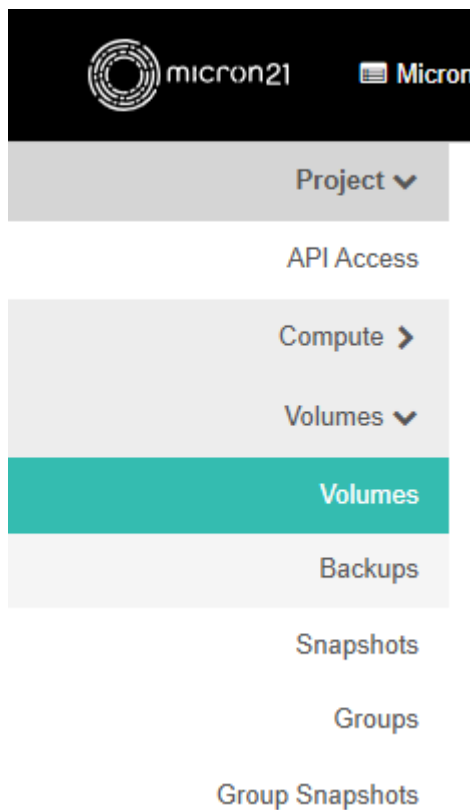 micron21 Micron
Project
API Access
Compute
Volumes
Volumes
Backups
Snapshots
Groups
Group Snapshots